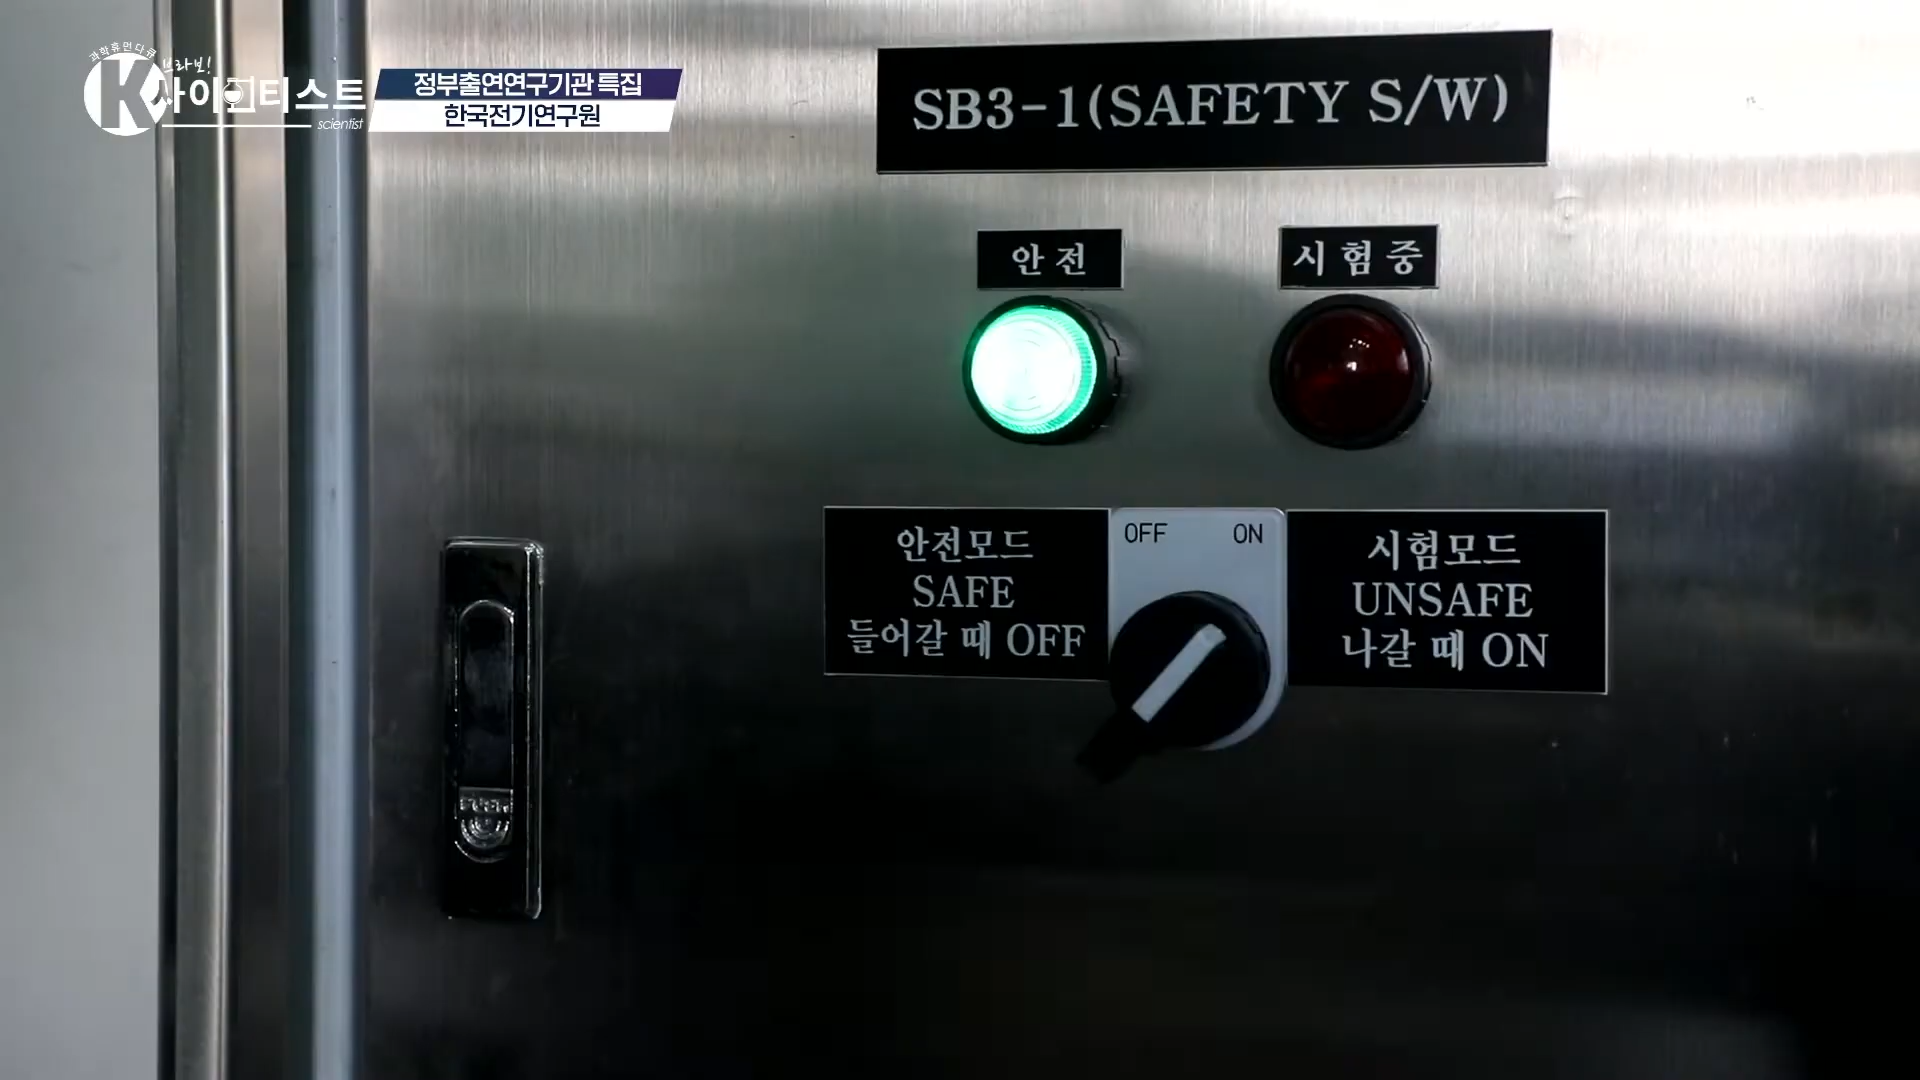 과학휴먼다큐
브라보!
K사이언티스트
scientist
정부출연연구기관 특집
한국전기연구원
SB3-1(SAFETY S/W)
안전
시험중
안전모드
SAFE
들어갈 때 OFF
OFF ON
시험모드
UNSAFE
나갈 때 ON